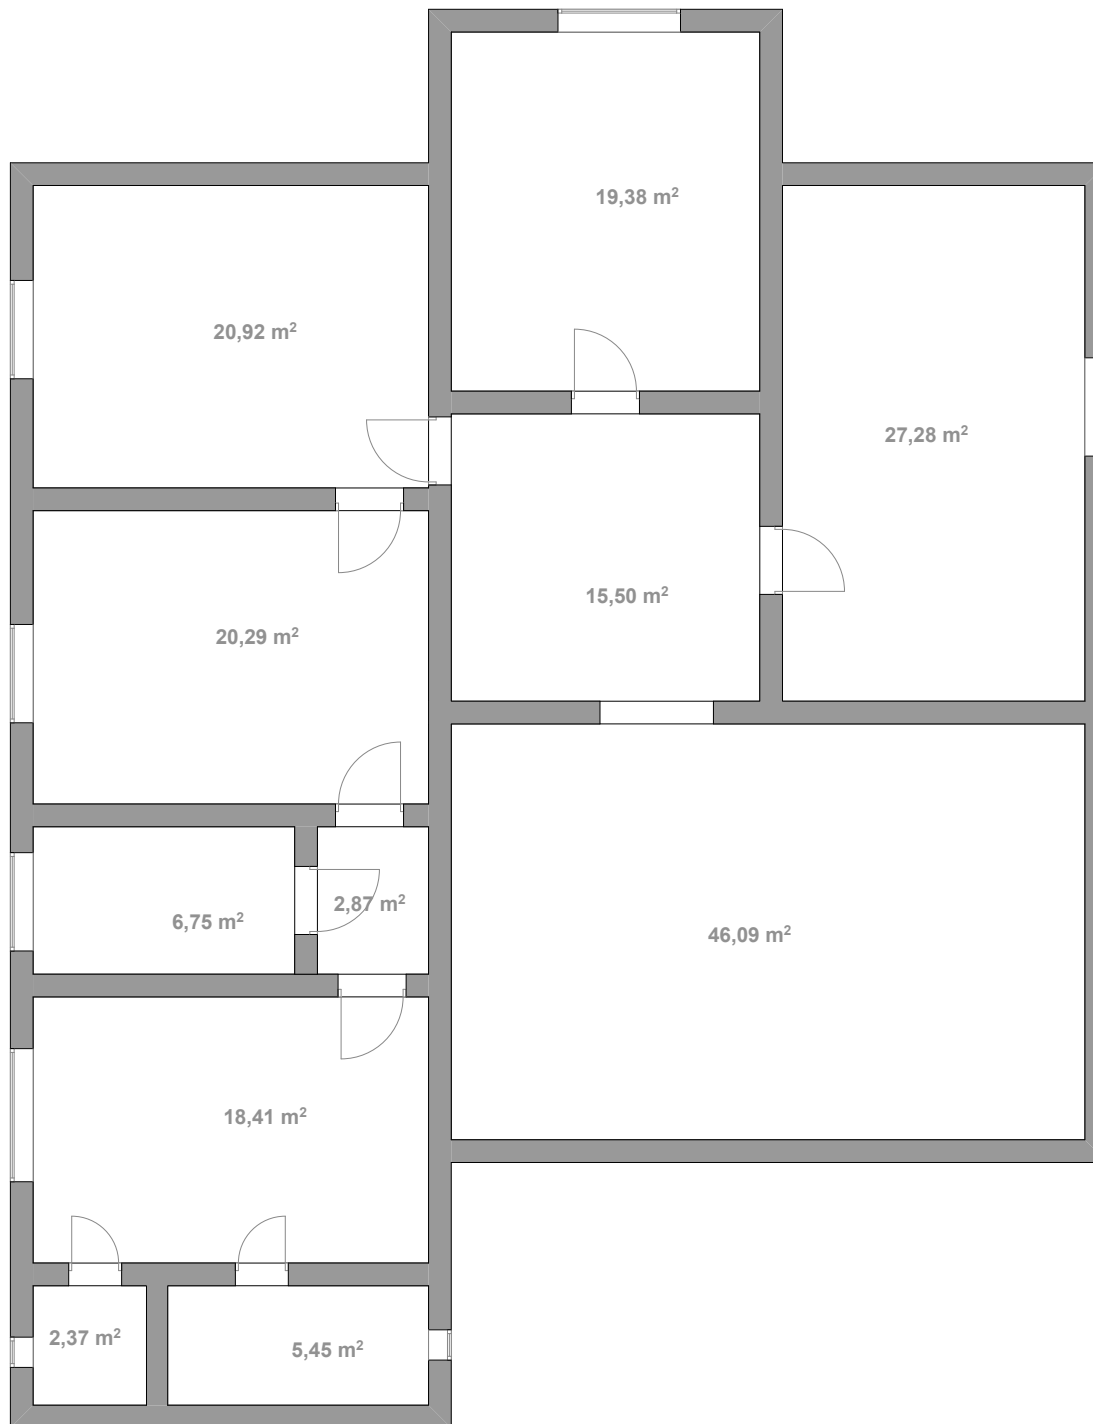 19,38 m²
20,92 m²
27,28 m²
15,50 m²
20,29 m²
2,87 m²
6,75 m²
46,09 m²
18,41 m²
2,37 m²
5,45 m²